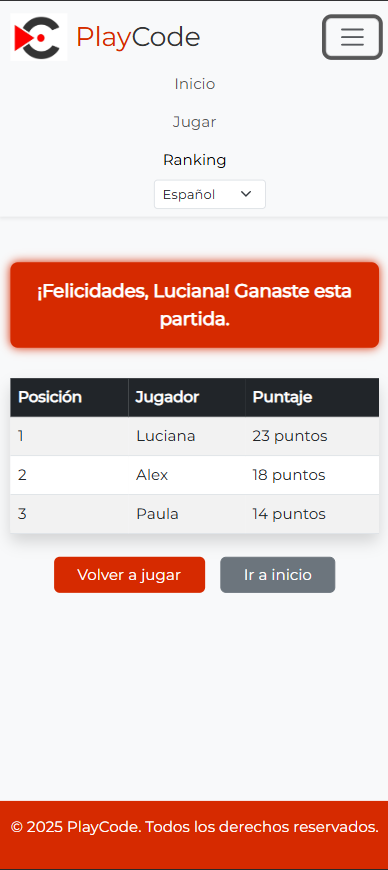 PlayCode
Inicio
Jugar
Ranking
Español
¡Felicidades, Luciana! Ganaste esta
partida.
Posición Jugador Puntaje
1 Luciana 23 puntos
2 Alex 18 puntos
3 Paula 14 puntos
Volver a jugar Ir a inicio
© 2025 PlayCode. Todos los derechos reservados.